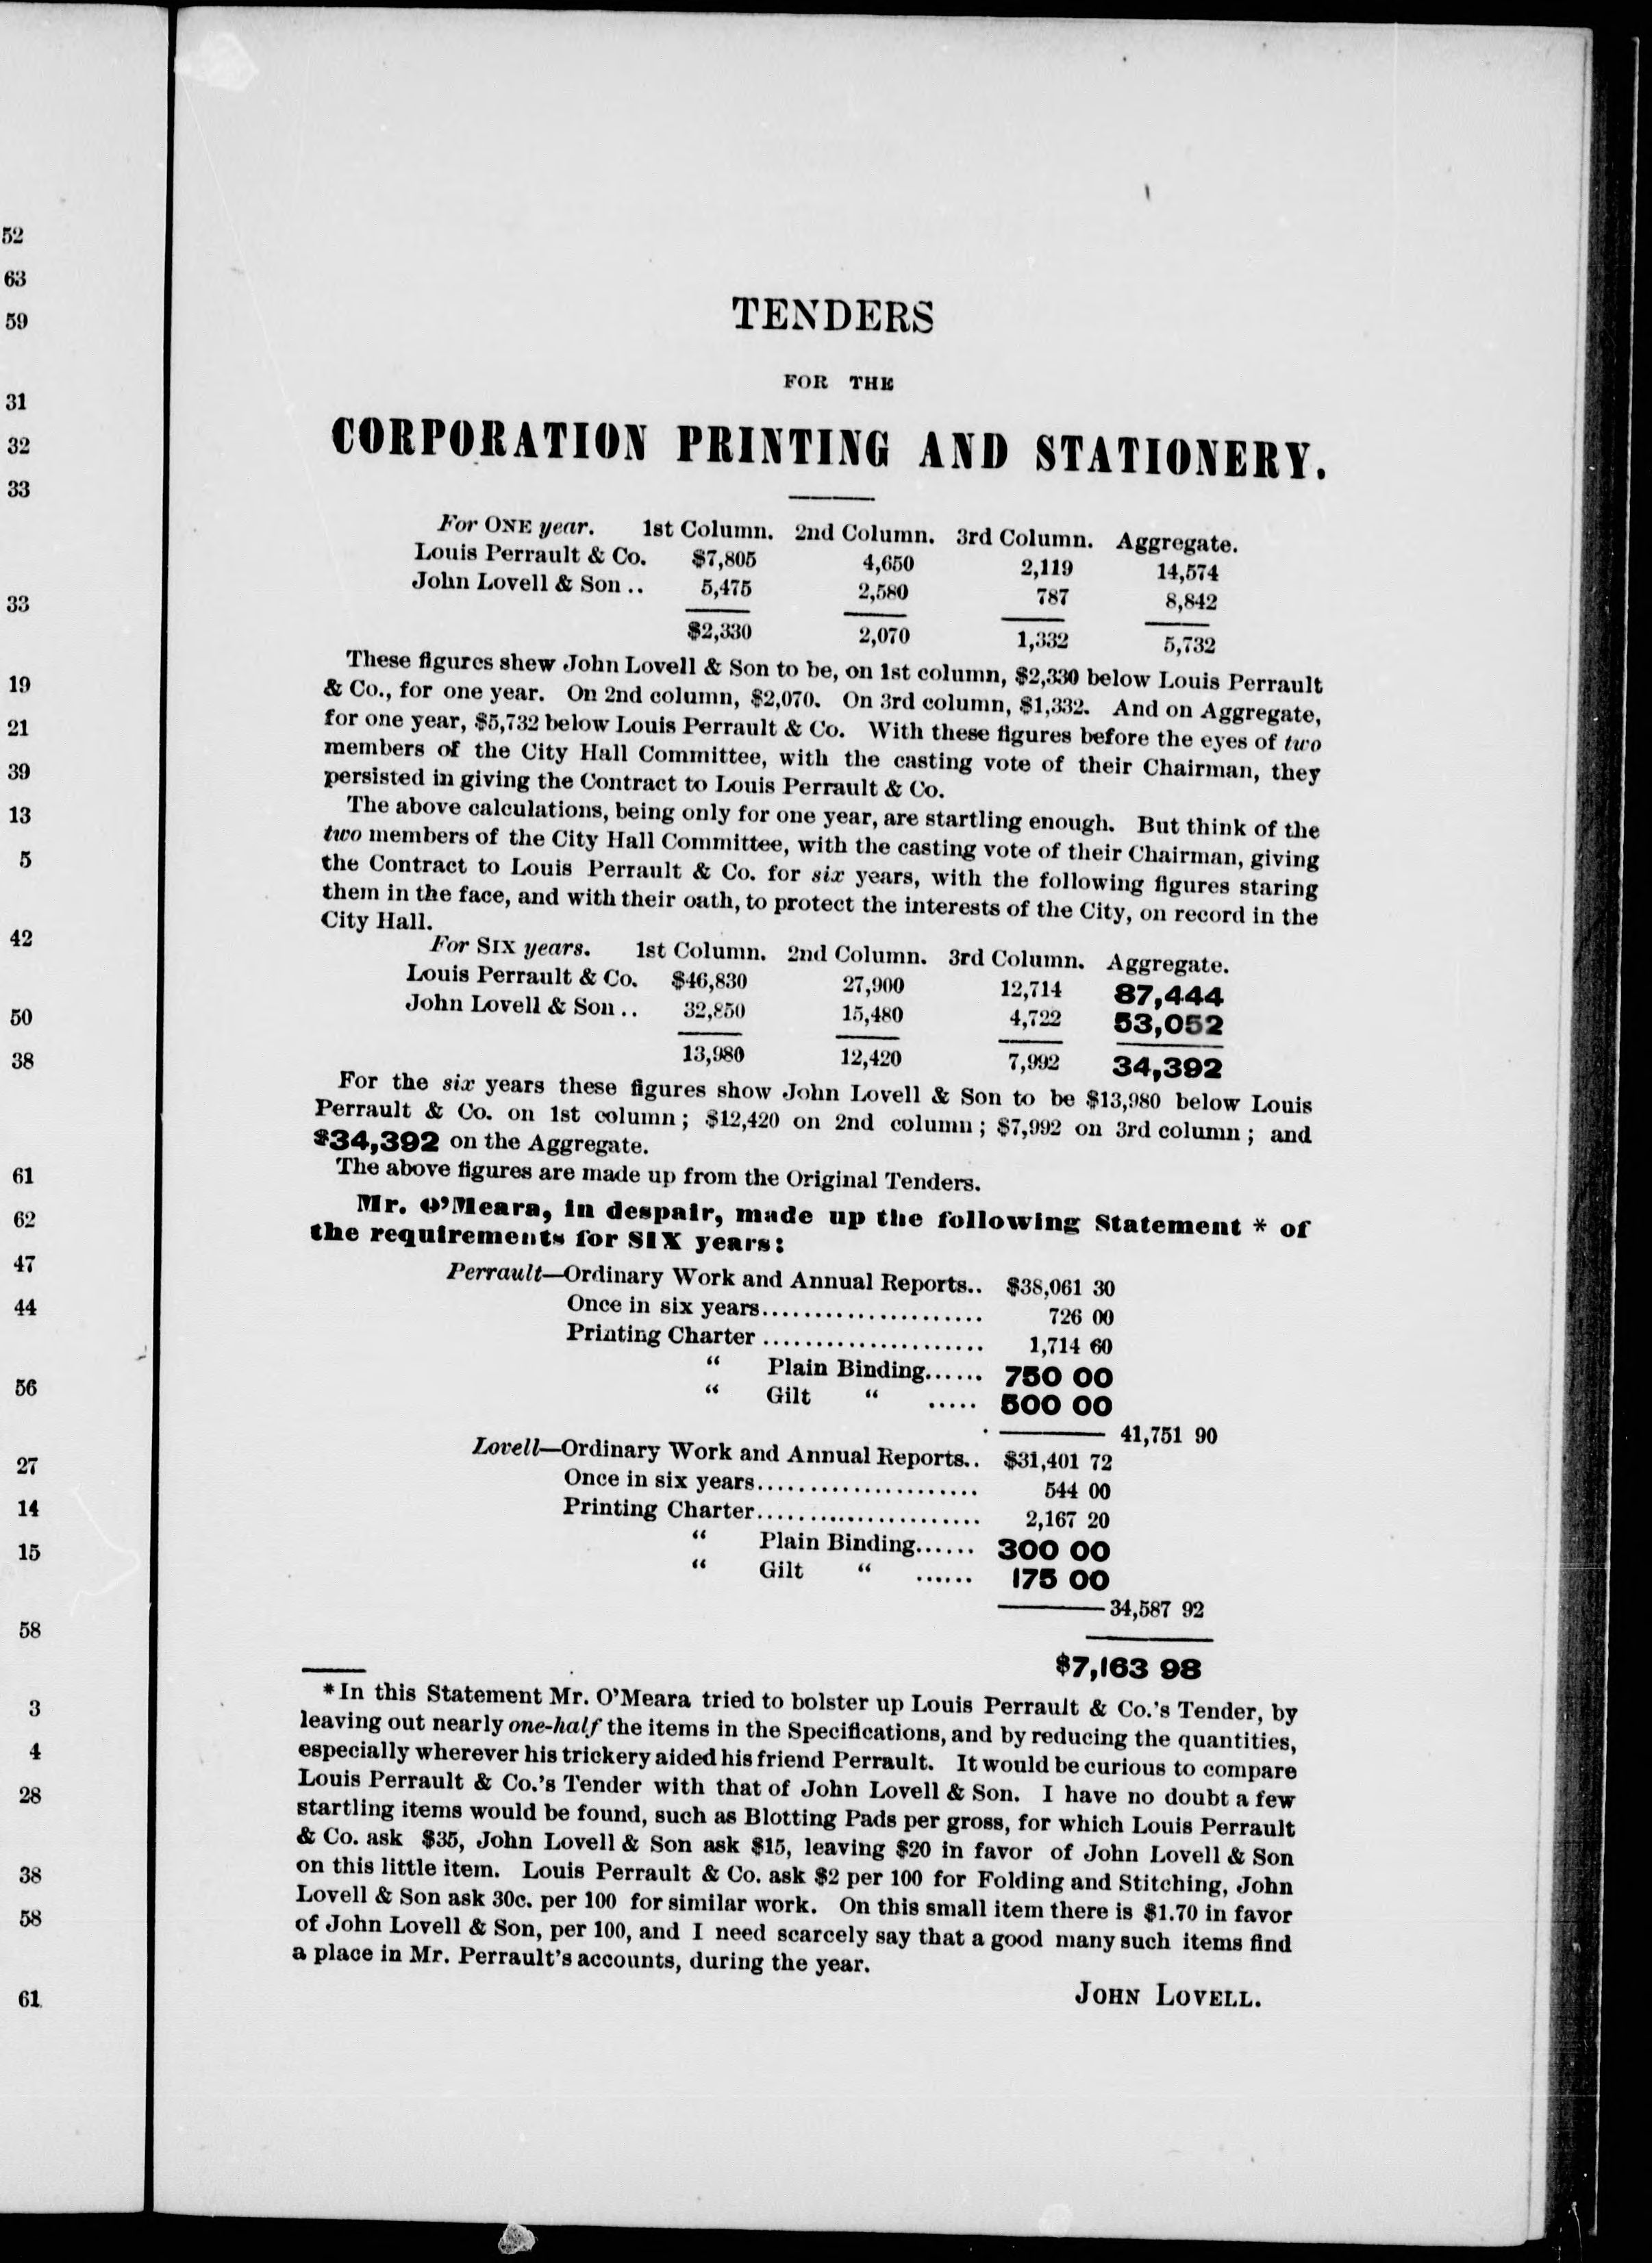 52
63
59
31
32
33
33
19
21
39
13
5
42
50
38
61
62
47
44
56
27
14
15
58
3
4
28
38
58
61
TENDERS
FOR THE
CORPORATION PRINTING AND STATIONERY.
For ONE year. 1st Column. 2nd Column. 3rd Column. Aggregate.
Louis Perrault & Co. $7,805 4,650 2,119 14,574
John Lovell & Son .. 5,475 2,580 787 8,842
$2,330 2,070 1,332 5,732
These figures shew John Lovell & Son to be, on 1st column, $2,330 below Louis Perrault
& Co., for one year. On 2nd column, $2,070. On 3rd column, $1,332. And on Aggregate,
for one year, $5,732 below Louis Perrault & Co. With these figures before the eyes of two
members of the City Hall Committee, with the casting vote of their Chairman, they
persisted in giving the Contract to Louis Perrault & Co.
The above calculations, being only for one year, are startling enough. But think of the
two members of the City Hall Committee, with the casting vote of their Chairman, giving
the Contract to Louis Perrault & Co. for six years, with the following figures staring
them in the face, and with their oath, to protect the interests of the City, on record in the
City Hall.
For SIX years. 1st Column. 2nd Column. 3rd Column. Aggregate.
Louis Perrault & Co. $46,830 27,900 12,714 87,444
John Lovell & Son .. 32,850 15,480 4,722 53,052
13,980 12,420 7,992 34,392
For the six years these figures show John Lovell & Son to be $13,980 below Louis
Perrault & Co. on 1st column; $12,420 on 2nd column; $7,992 on 3rd column; and
$34,392 on the Aggregate.
The above figures are made up from the Original Tenders.
Mr. O'Meara, in despair, made up the following Statement * of
the requirements for SIX years:
Perrault—Ordinary Work and Annual Reports.. $38,061 30
Once in six years...................... 726 00
Printing Charter ...................... 1,714 60
“ Plain Binding...... 750 00
“ Gilt “ ..... 500 00
41,751 90
Lovell—Ordinary Work and Annual Reports.. $31,401 72
Once in six years...................... 544 00
Printing Charter...................... 2,167 20
“ Plain Binding...... 300 00
“ Gilt “ ...... 175 00
34,587 92
$7,163 98
*In this Statement Mr. O'Meara tried to bolster up Louis Perrault & Co.'s Tender, by
leaving out nearly one-half the items in the Specifications, and by reducing the quantities,
especially wherever his trickery aided his friend Perrault. It would be curious to compare
Louis Perrault & Co.'s Tender with that of John Lovell & Son. I have no doubt a few
startling items would be found, such as Blotting Pads per gross, for which Louis Perrault
& Co. ask $35, John Lovell & Son ask $15, leaving $20 in favor of John Lovell & Son
on this little item. Louis Perrault & Co. ask $2 per 100 for Folding and Stitching, John
Lovell & Son ask 30c. per 100 for similar work. On this small item there is $1.70 in favor
of John Lovell & Son, per 100, and I need scarcely say that a good many such items find
a place in Mr. Perrault's accounts, during the year.
JOHN LOVELL.